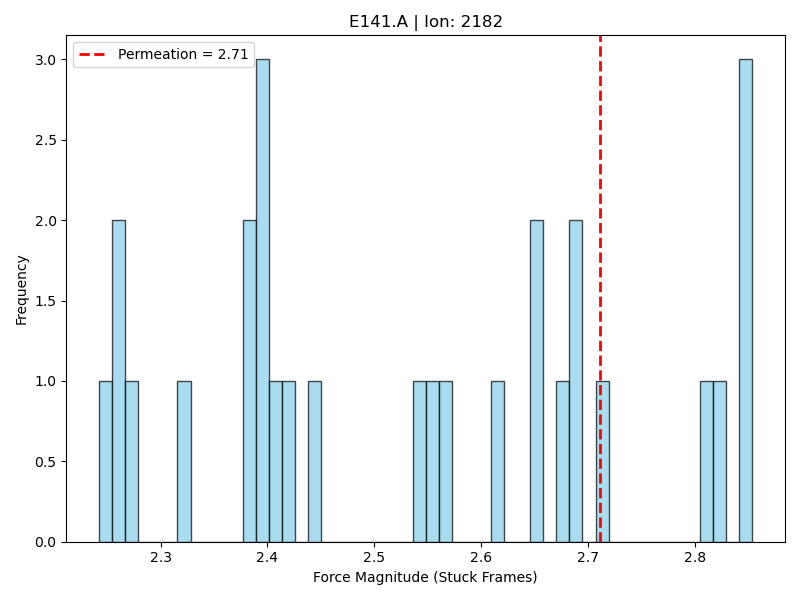 E141.A | Ion: 2182
Permeation = 2.71
3.0
2.5
2.0
1.5
1.0
0.5
0.0
Frequency
2.3 2.4 2.5 2.6 2.7 2.8
Force Magnitude (Stuck Frames)